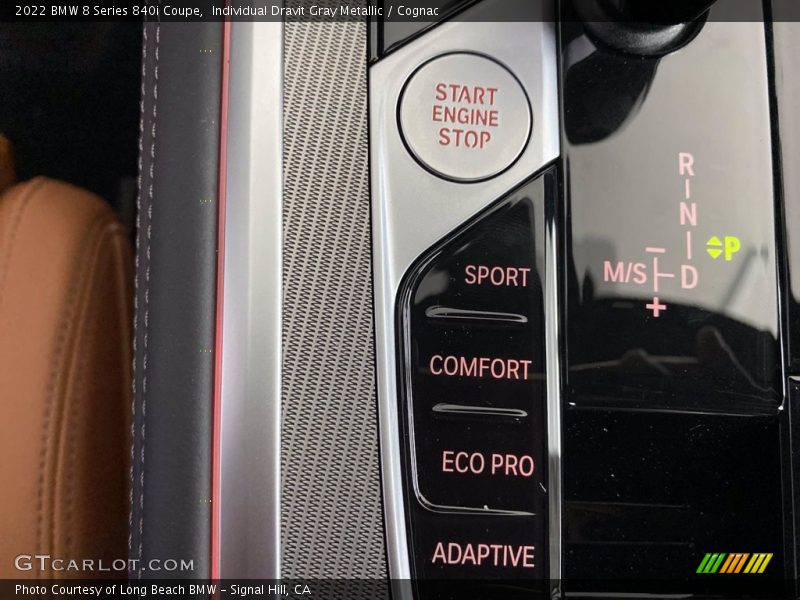 2022 BMW 8 Series 840i Coupe,  Individual Dravit Gray Metallic / Cognac
START
ENGINE
STOP
R
N
P
M/S
D
+
SPORT
COMFORT
ECO PRO
ADAPTIVE
GTCARLOT.COM
Photo Courtesy of Long Beach BMW - Signal Hill, CA